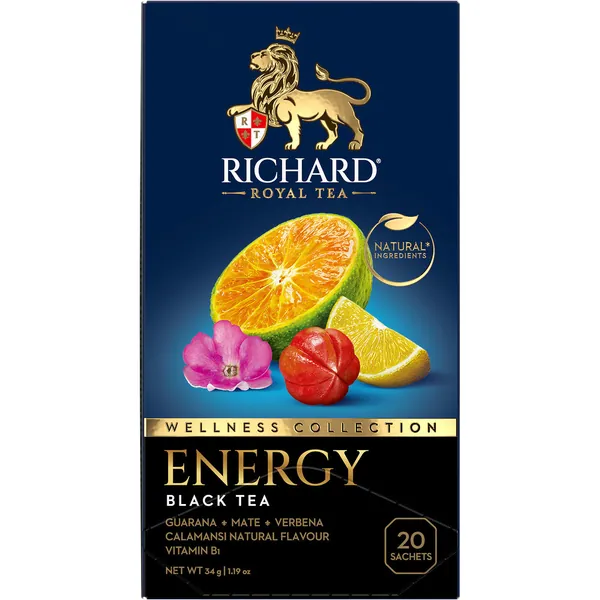 R T
RICHARD®
ROYAL TEA
NATURAL*
INGREDIENTS
WELLNESS COLLECTION
ENERGY
BLACK TEA
GUARANA + MATE + VERBENA
CALAMANSI NATURAL FLAVOUR
VITAMIN B1
NET WT 34 g | 1.19 oz
20
SACHETS